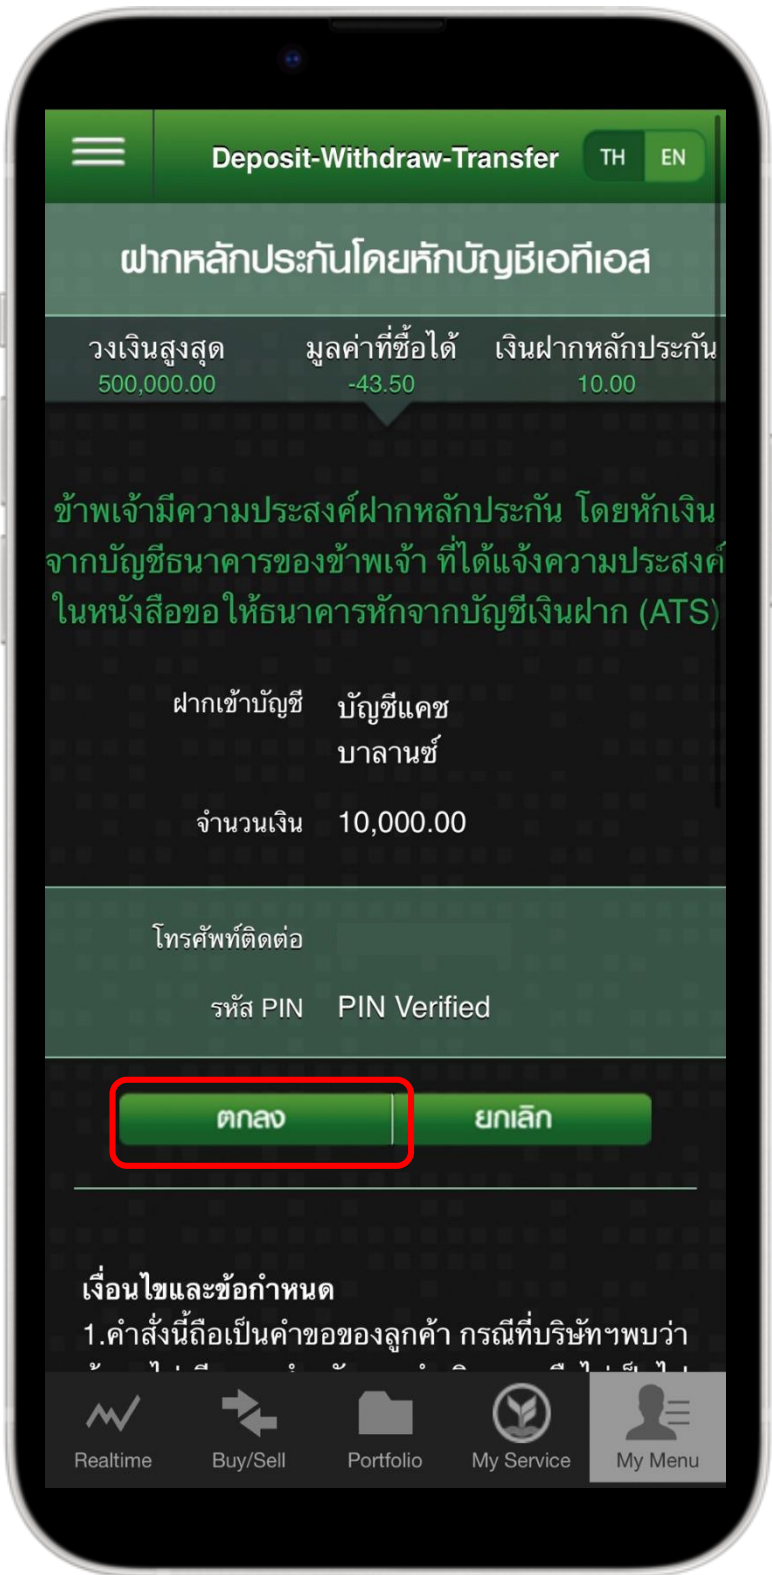 Deposit-Withdraw-Transfer TH EN
ฝากหลักประกันโดยหักบัญชีเอทีเอส
วงเงินสูงสุด มูลค่าที่ซื้อได้ เงินฝากหลักประกัน
500,000.00 -43.50 10.00
ข้าพเจ้ามีความประสงค์ฝากหลักประกัน โดยหักเงิน
จากบัญชีธนาคารของข้าพเจ้า ที่ได้แจ้งความประสงค์
ในหนังสือขอให้ธนาคารหักจากบัญชีเงินฝาก (ATS)
ฝากเข้าบัญชี บัญชีแคช
บาลานซ์
จำนวนเงิน 10,000.00
โทรศัพท์ติดต่อ
รหัส PIN PIN Verified
ตกลง ยกเลิก
เงื่อนไขและข้อกำหนด
1.คำสั่งนี้ถือเป็นคำขอของลูกค้า กรณีที่บริษัทฯพบว่า
Realtime Buy/Sell Portfolio My Service My Menu